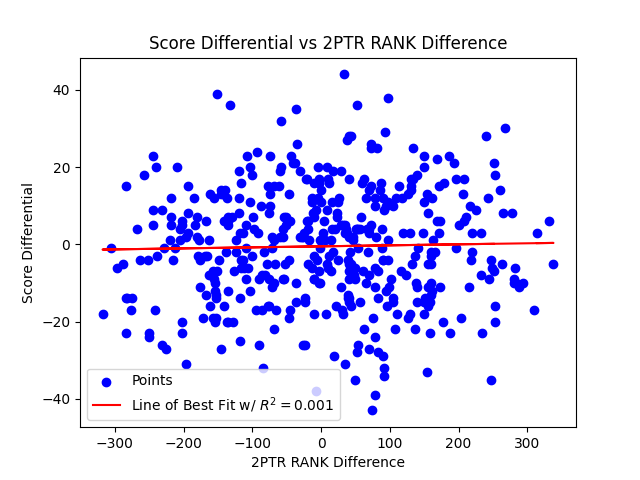 Score Differential vs 2PTR RANK Difference
40
20
0
−20
−40
Score Differential
Points
Line of Best Fit w/ R² = 0.001
−300
−200
−100
0
100
200
300
2PTR RANK Difference